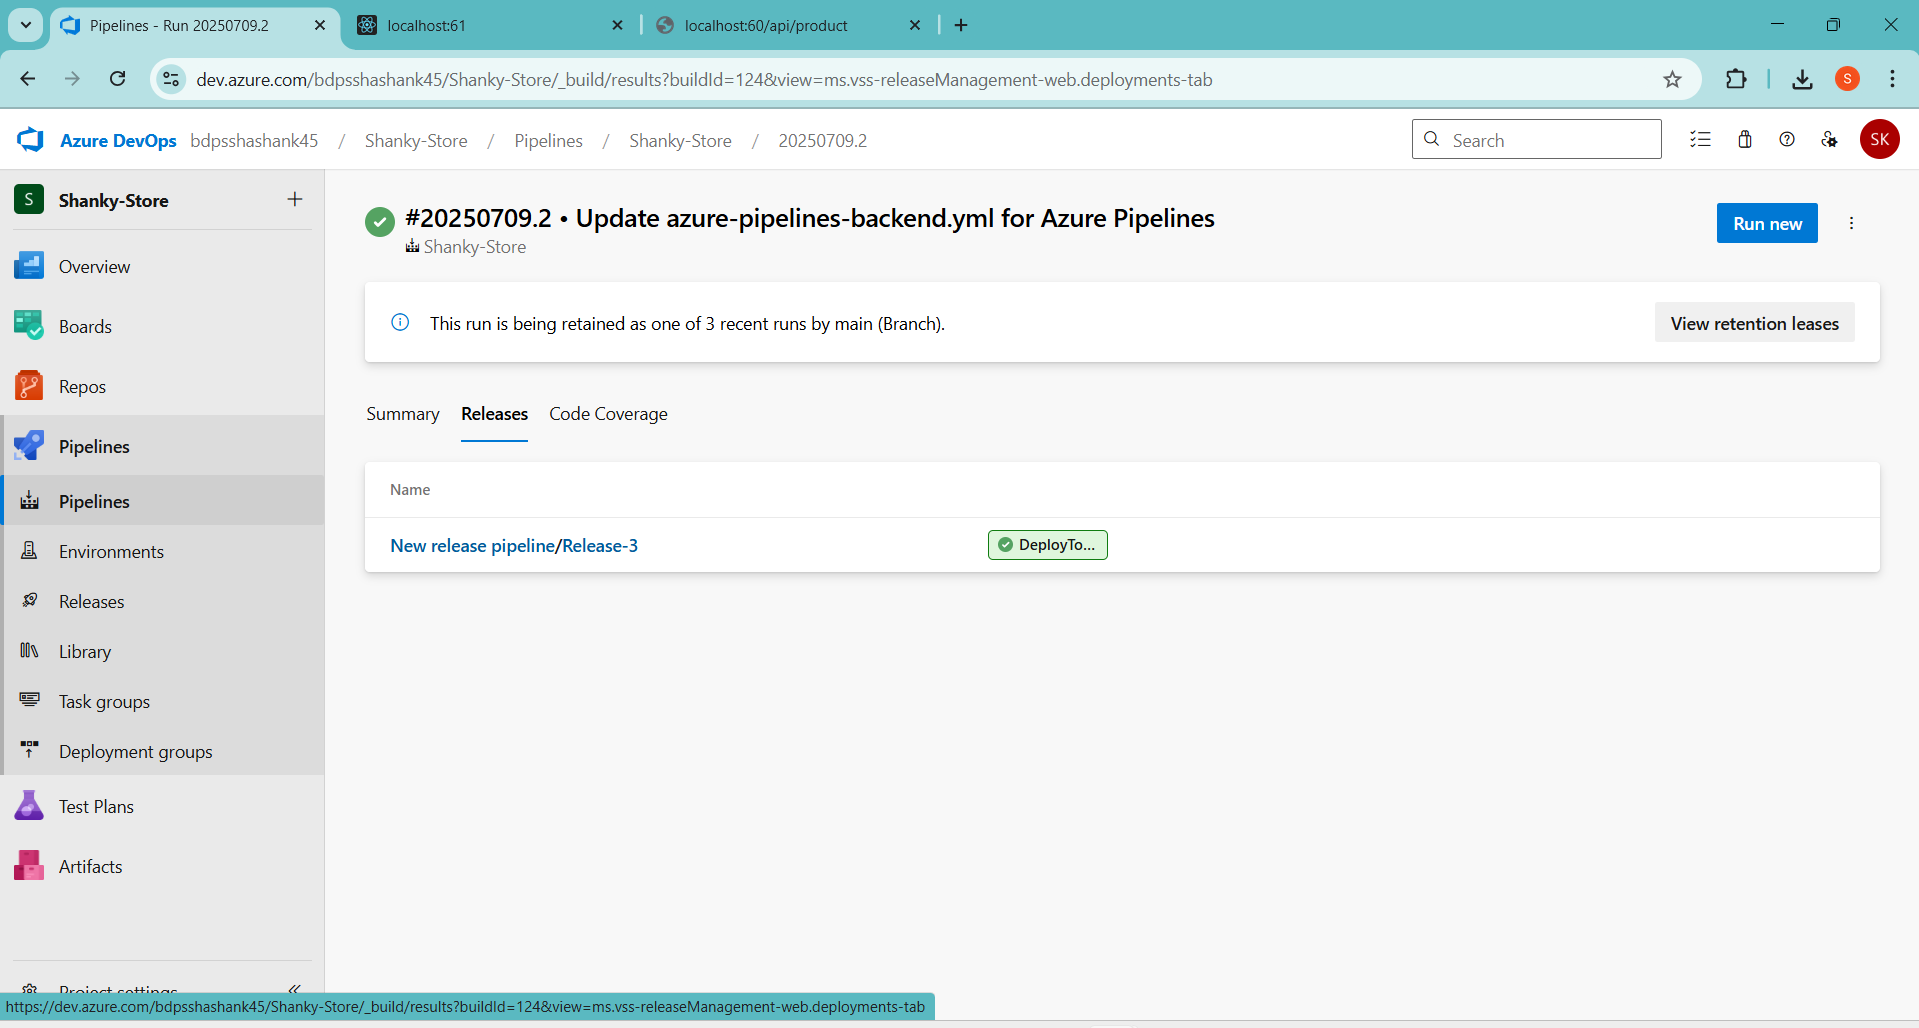 Pipelines - Run 20250709.2
localhost:61
localhost:60/api/product
dev.azure.com/bdpsshashank45/Shanky-Store/_build/results?buildId=124&view=ms.vss-releaseManagement-web.deployments-tab
S
Azure DevOps bdpsshashank45 / Shanky-Store / Pipelines / Shanky-Store / 20250709.2
Search
SK
S Shanky-Store
Overview
Boards
Repos
Pipelines
Pipelines
Environments
Releases
Library
Task groups
Deployment groups
Test Plans
Artifacts
Project settings
#20250709.2 • Update azure-pipelines-backend.yml for Azure Pipelines
Shanky-Store
Run new
This run is being retained as one of 3 recent runs by main (Branch).
View retention leases
Summary Releases Code Coverage
Name
New release pipeline/Release-3
DeployTo...
https://dev.azure.com/bdpsshashank45/Shanky-Store/_build/results?buildId=124&view=ms.vss-releaseManagement-web.deployments-tab